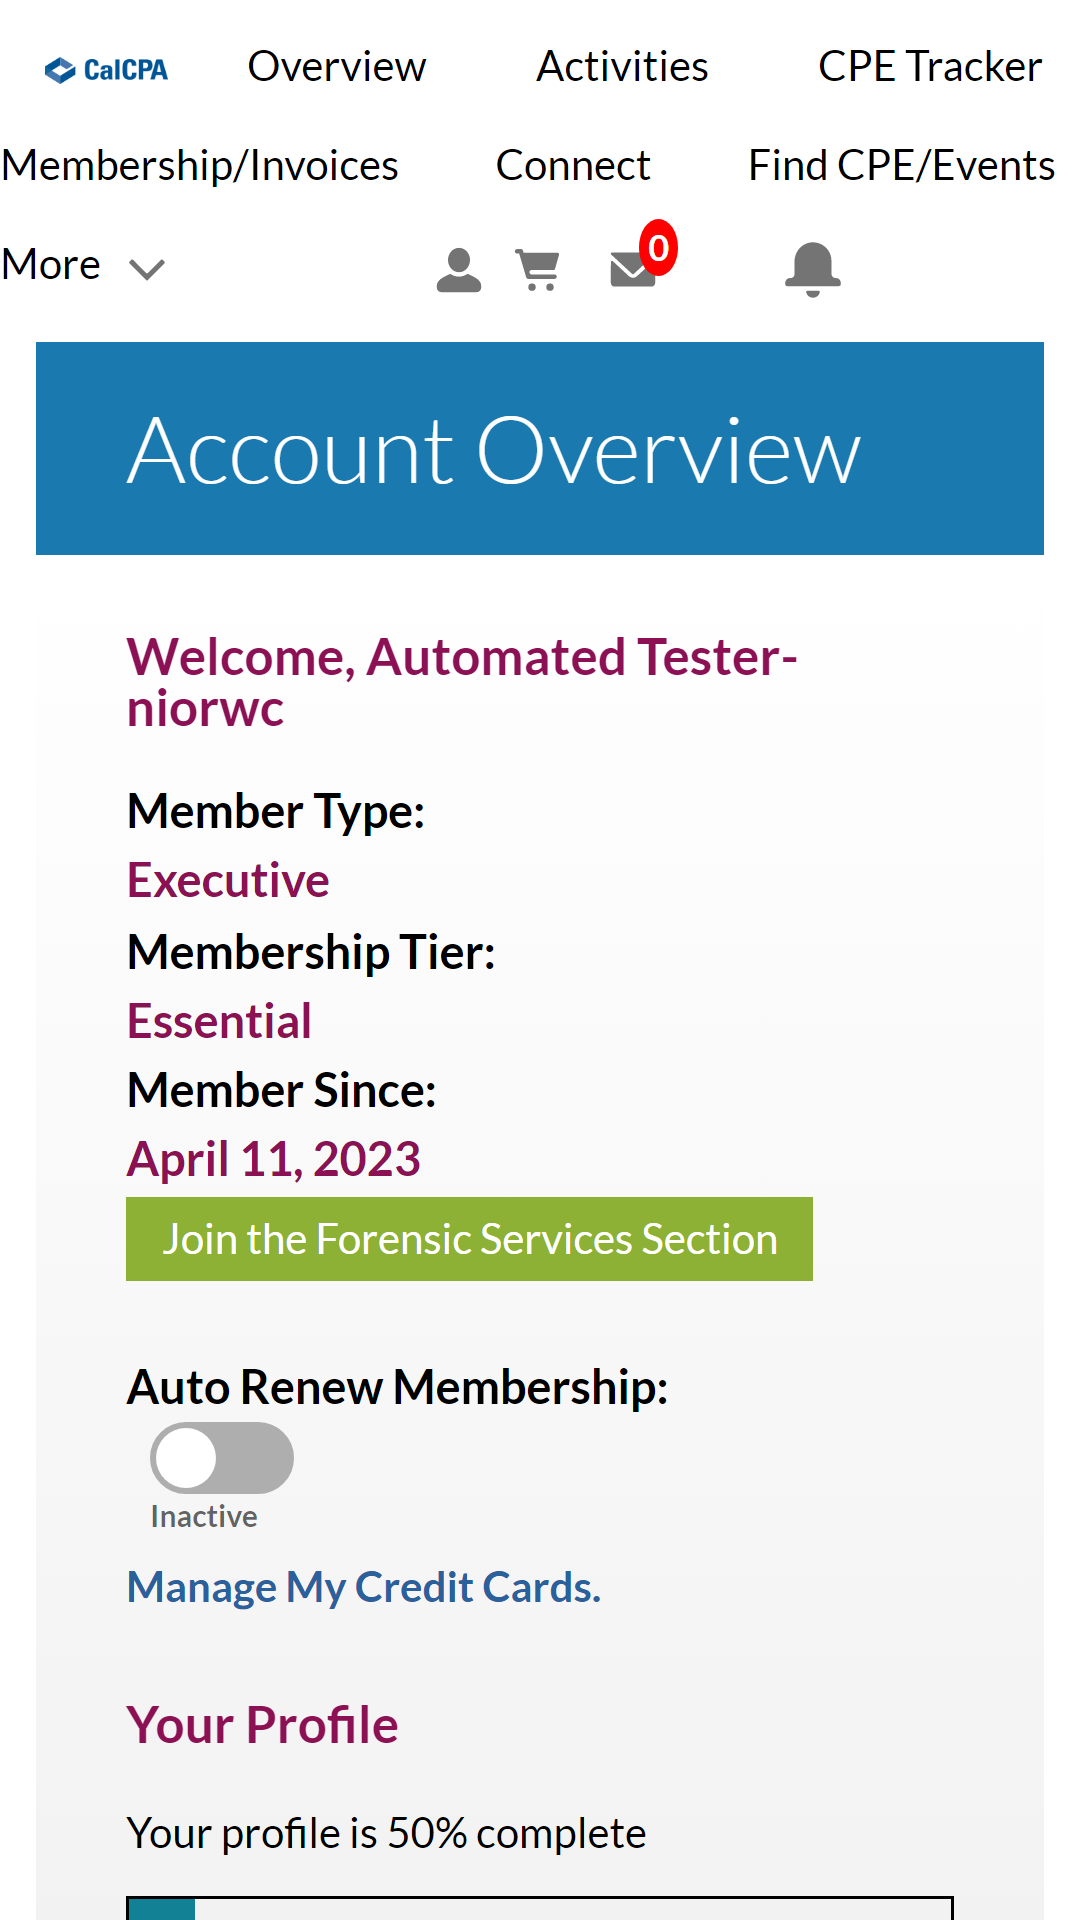 CalCPA Overview Activities CPE Tracker
Membership/Invoices Connect Find CPE/Events
More 0
Account Overview
Welcome, Automated Tester-
niorwc
Member Type:
Executive
Membership Tier:
Essential
Member Since:
April 11, 2023
Join the Forensic Services Section
Auto Renew Membership:
Inactive
Manage My Credit Cards.
Your Profile
Your profile is 50% complete